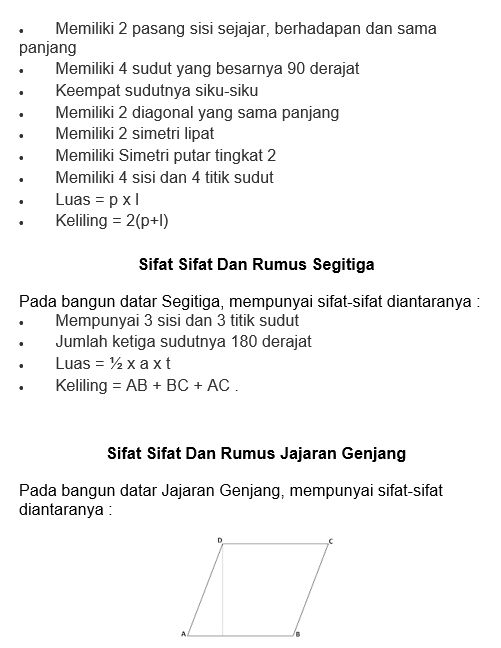 • Memiliki 2 pasang sisi sejajar, berhadapan dan sama
panjang
• Memiliki 4 sudut yang besarnya 90 derajat
• Keempat sudutnya siku-siku
• Memiliki 2 diagonal yang sama panjang
• Memiliki 2 simetri lipat
• Memiliki Simetri putar tingkat 2
• Memiliki 4 sisi dan 4 titik sudut
• Luas = p x l
• Keliling = 2(p+l)
Sifat Sifat Dan Rumus Segitiga
Pada bangun datar Segitiga, mempunyai sifat-sifat diantaranya :
• Mempunyai 3 sisi dan 3 titik sudut
• Jumlah ketiga sudutnya 180 derajat
• Luas = ½ x a x t
• Keliling = AB + BC + AC .
Sifat Sifat Dan Rumus Jajaran Genjang
Pada bangun datar Jajaran Genjang, mempunyai sifat-sifat
diantaranya :
D C
A B